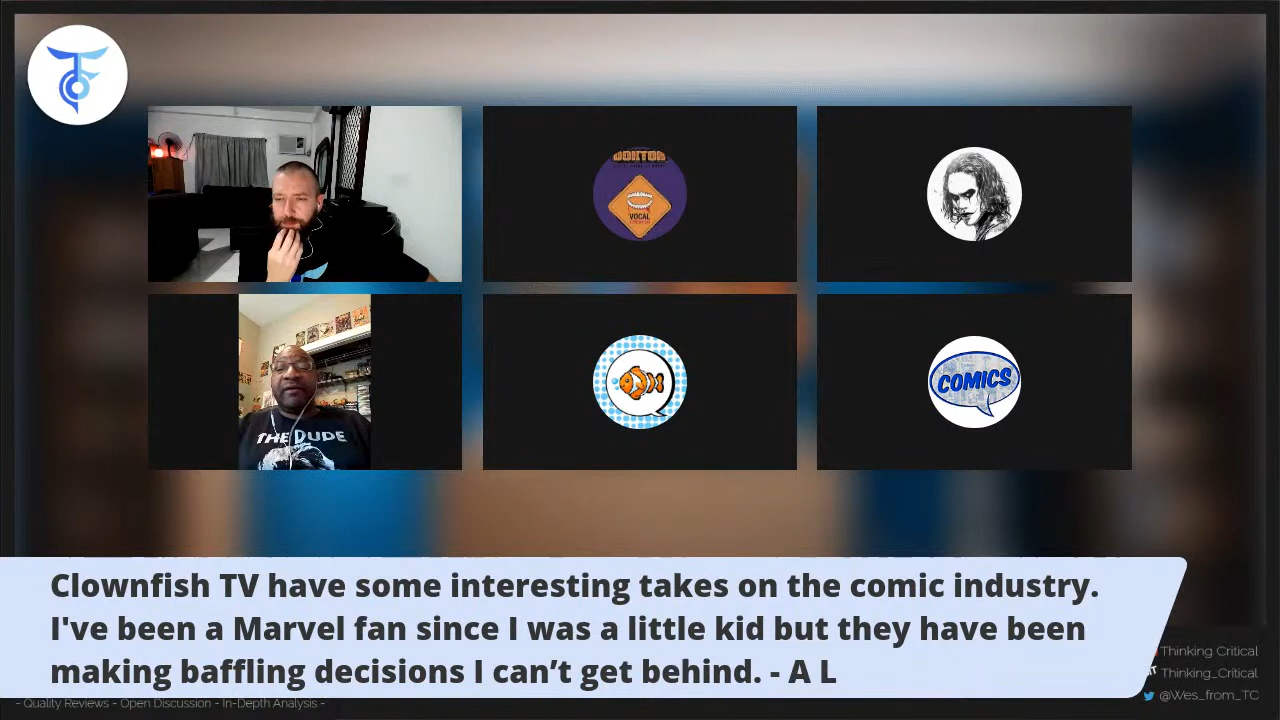 DOKTOR
VOCAL
COMICS
THE DUDE
Clownfish TV have some interesting takes on the comic industry.
I've been a Marvel fan since I was a little kid but they have been
making baffling decisions I can’t get behind. - A L
Thinking Critical
Thinking_Critical
@Wes_from_TC
- Quality Reviews - Open Discussion - In-Depth Analysis -